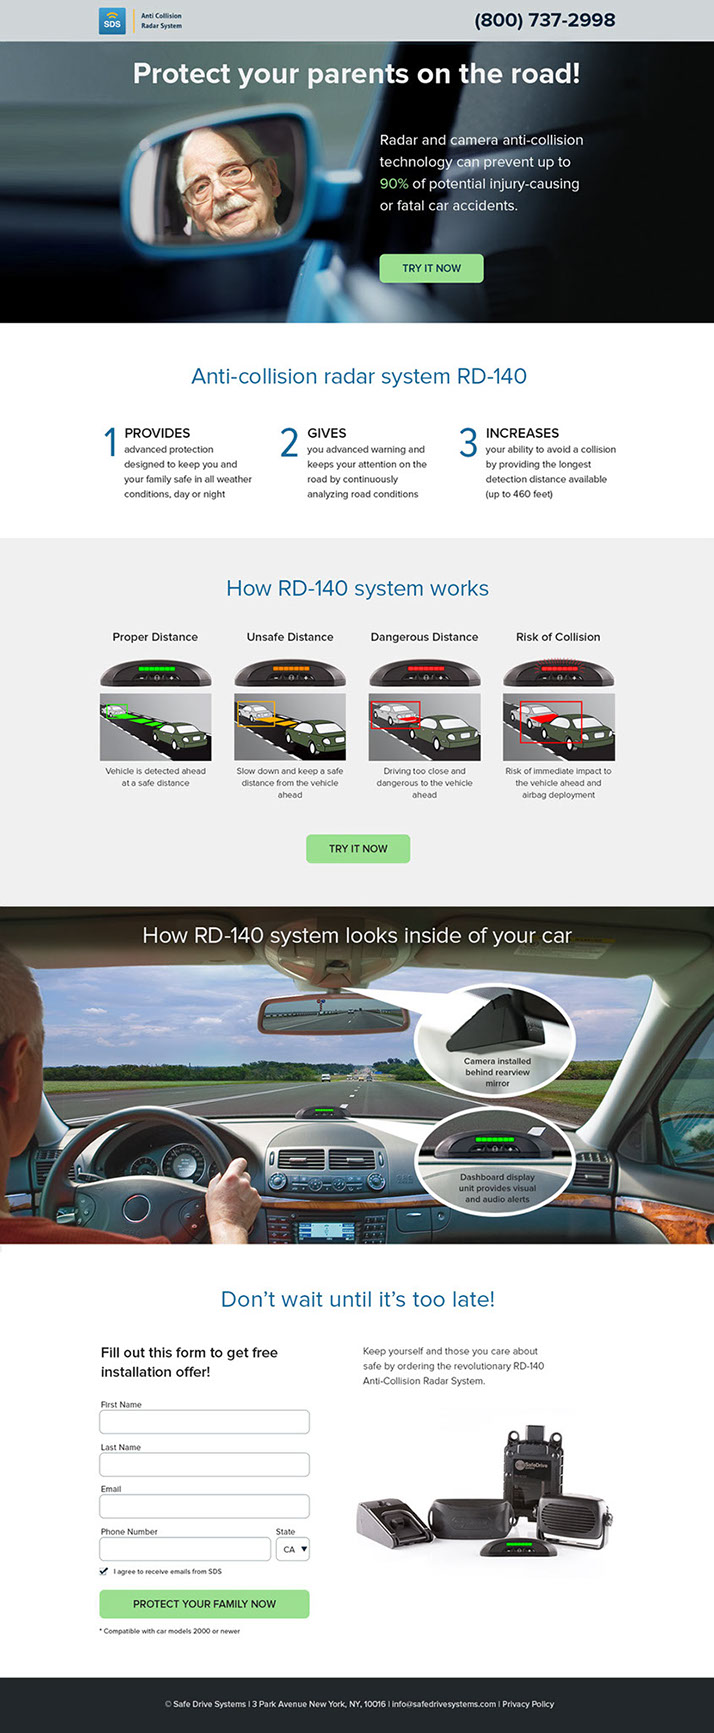 SDS
Anti Collision
Radar System
(800) 737-2998
Protect your parents on the road!
Radar and camera anti-collision
technology can prevent up to
90% of potential injury-causing
or fatal car accidents.
TRY IT NOW
Anti-collision radar system RD-140
1 PROVIDES
advanced protection
designed to keep you and
your family safe in all weather
conditions, day or night
2 GIVES
you advanced warning and
keeps your attention on the
road by continuously
analyzing road conditions
3 INCREASES
your ability to avoid a collision
by providing the longest
detection distance available
(up to 460 feet)
How RD-140 system works
Proper Distance
Vehicle is detected ahead
at a safe distance
Unsafe Distance
Slow down and keep a safe
distance from the vehicle
ahead
Dangerous Distance
Driving too close and
dangerous to the vehicle
ahead
Risk of Collision
Risk of immediate impact to
the vehicle ahead and
airbag deployment
TRY IT NOW
How RD-140 system looks inside of your car
Camera installed
behind rearview
mirror
Dashboard display
unit provides visual
and audio alerts
Don't wait until it's too late!
Fill out this form to get free
installation offer!
First Name
Last Name
Email
Phone Number
State
CA
I agree to receive emails from SDS
PROTECT YOUR FAMILY NOW
* Compatible with car models 2000 or newer
Keep yourself and those you care about
safe by ordering the revolutionary RD-140
Anti-Collision Radar System.
SafeDrive
© Safe Drive Systems | 3 Park Avenue New York, NY, 10016 | info@safedrivesystems.com | Privacy Policy